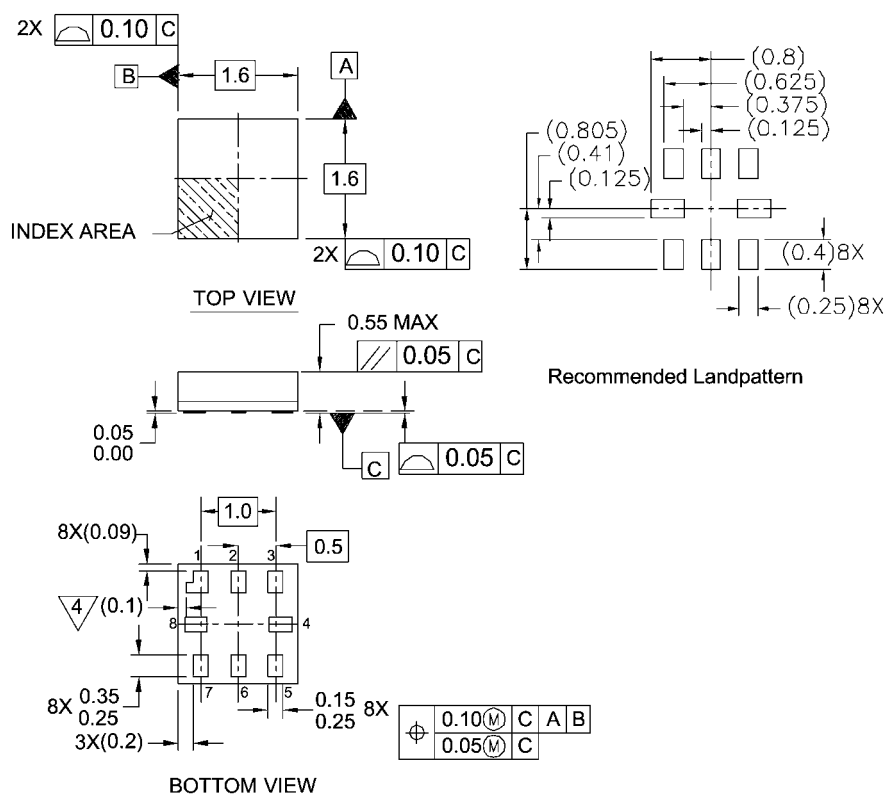 2X 0.10 C
B 1.6 A
1.6
INDEX AREA
2X 0.10 C
TOP VIEW
(0.8)
(0.625)
(0.375)
(0.125)
(0.805)
(0.41)
(0.125)
(0.4)8X
(0.25)8X
Recommended Landpattern
0.55 MAX
// 0.05 C
0.05
0.00
C
0.05 C
1.0
8X(0.09)
1 2 3
0.5
4 (0.1)
8 4
7 6 5
8X 0.35
0.25
0.15 8X
0.25
3X(0.2)
0.10 M C A B
0.05 M C
BOTTOM VIEW